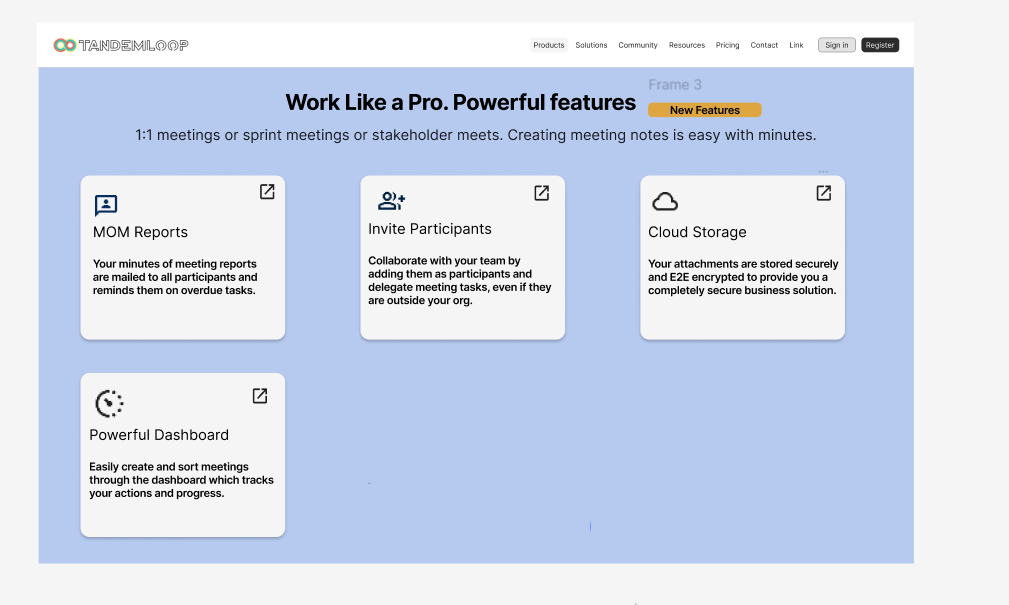 TANDEMLOOP
Products Solutions Community Resources Pricing Contact Link Sign in Register
Frame 3
Work Like a Pro. Powerful features
New Features
1:1 meetings or sprint meetings or stakeholder meets. Creating meeting notes is easy with minutes.
MOM Reports
Your minutes of meeting reports
are mailed to all participants and
reminds them on overdue tasks.
Invite Participants
Collaborate with your team by
adding them as participants and
delegate meeting tasks, even if they
are outside your org.
Cloud Storage
Your attachments are stored securely
and E2E encrypted to provide you a
completely secure business solution.
Powerful Dashboard
Easily create and sort meetings
through the dashboard which tracks
your actions and progress.